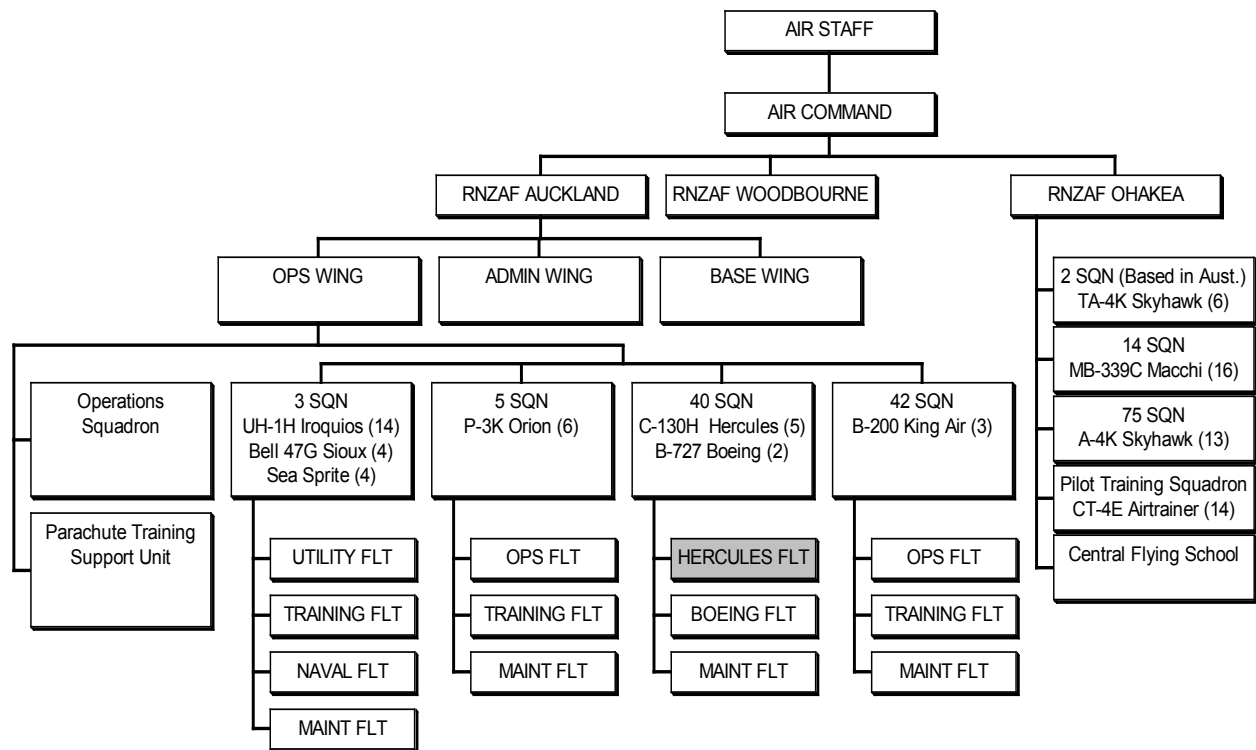 AIR STAFF
AIR COMMAND
RNZAF AUCKLAND
RNZAF WOODBOURNE
RNZAF OHAKEA
OPS WING
ADMIN WING
BASE WING
2 SQN (Based in Aust.)
TA-4K Skyhawk (6)
14 SQN
MB-339C Macchi (16)
75 SQN
A-4K Skyhawk (13)
Pilot Training Squadron
CT-4E Airtrainer (14)
Central Flying School
Operations
Squadron
Parachute Training
Support Unit
3 SQN
UH-1H Iroquios (14)
Bell 47G Sioux (4)
Sea Sprite (4)
UTILITY FLT
TRAINING FLT
NAVAL FLT
MAINT FLT
5 SQN
P-3K Orion (6)
OPS FLT
TRAINING FLT
MAINT FLT
40 SQN
C-130H Hercules (5)
B-727 Boeing (2)
HERCULES FLT
BOEING FLT
MAINT FLT
42 SQN
B-200 King Air (3)
OPS FLT
TRAINING FLT
MAINT FLT